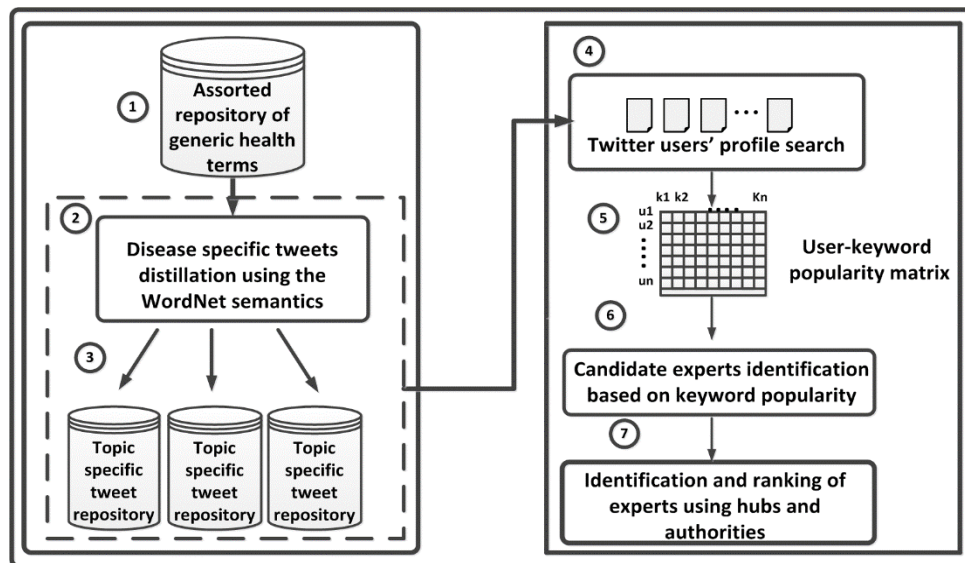 1
Assorted
repository of
generic health
terms
2
Disease specific tweets
distillation using the
WordNet semantics
3
Topic
specific
tweet
repository
Topic
specific
tweet
repository
Topic
specific
tweet
repository
4
Twitter users’ profile search
5
k1 k2 Kn
u1
u2
un
User-keyword
popularity matrix
6
Candidate experts identification
based on keyword popularity
7
Identification and ranking of
experts using hubs and
authorities